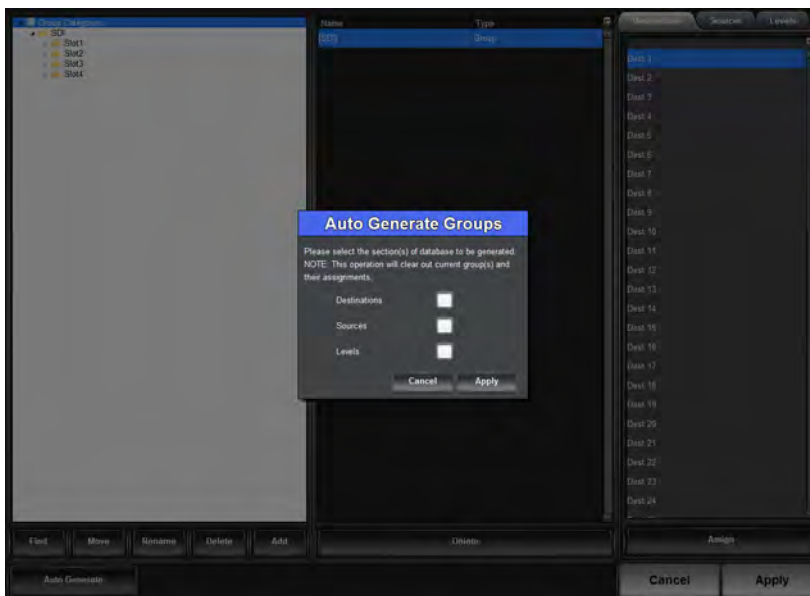 Group Categories
SDI
Slot1
Slot2
Slot3
Slot4
Name Type
SDI Group
Destinations Sources Levels
Dest 1
Dest 2
Dest 3
Dest 4
Dest 5
Dest 6
Dest 7
Dest 8
Dest 9
Dest 10
Dest 11
Dest 12
Dest 13
Dest 14
Dest 15
Dest 16
Dest 17
Dest 18
Dest 19
Dest 20
Dest 21
Dest 22
Dest 23
Dest 24
Auto Generate Groups
Please select the section(s) of database to be generated.
NOTE: This operation will clear out current group(s) and
their assignments.
Destinations
Sources
Levels
Cancel Apply
Find Move Rename Delete Add
Delete
Assign
Auto Generate
Cancel Apply